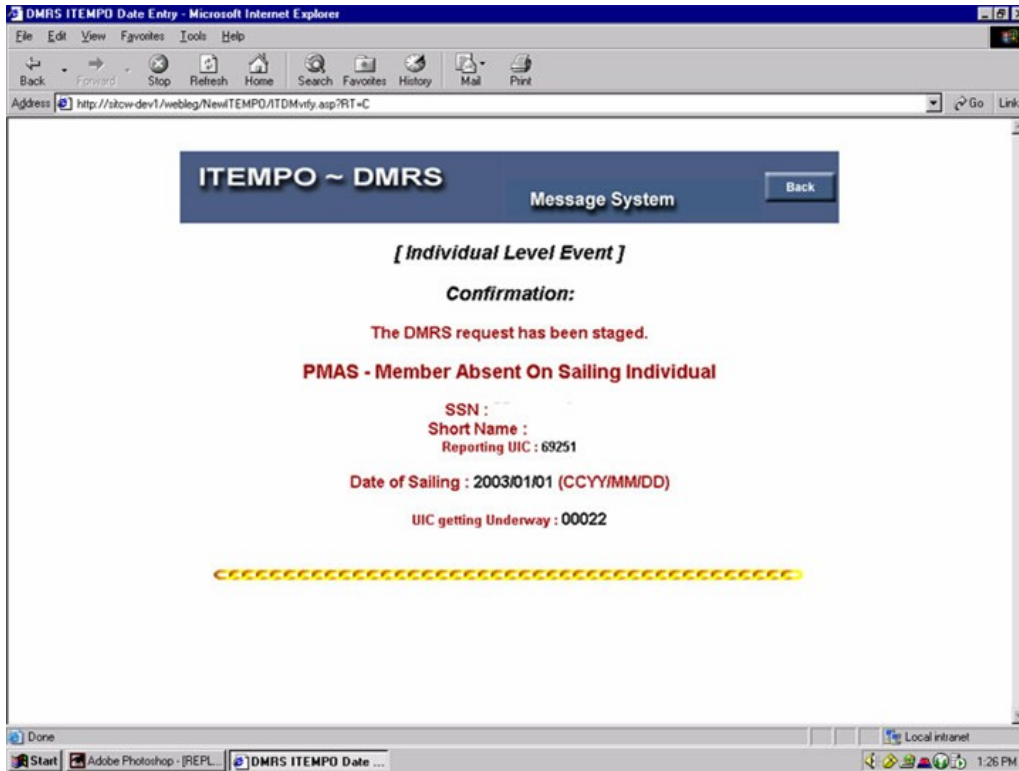 DMRS ITEMPO Date Entry - Microsoft Internet Explorer
File Edit View Favorites Tools Help
Back Forward Stop Refresh Home Search Favorites History Mail Print
Address http://sitcw-dev1/webleg/NewITEMPO/ITDMvrfy.asp?RT=C Go Link
ITEMPO ~ DMRS
Message System
Back
[ Individual Level Event ]
Confirmation:
The DMRS request has been staged.
PMAS - Member Absent On Sailing Individual
SSN :
Short Name :
Reporting UIC : 69251
Date of Sailing : 2003/01/01 (CCYY/MM/DD)
UIC getting Underway : 00022
Done Local intranet
Start Adobe Photoshop - [REPL... DMRS ITEMPO Date ... 1:26 PM